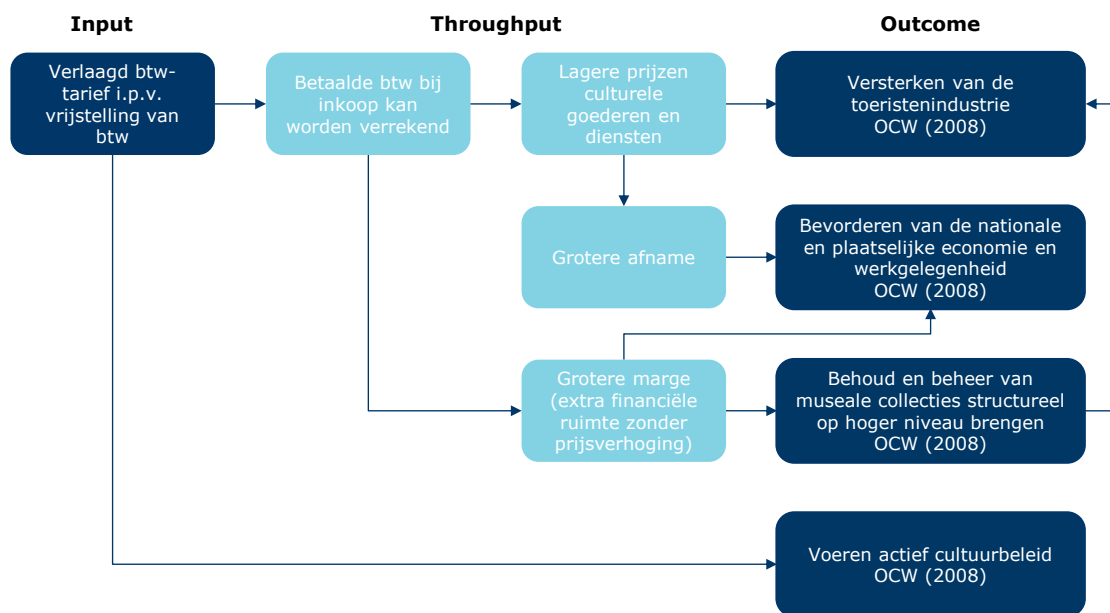 Input
Throughput
Outcome
Verlaagd btw-
tarief i.p.v.
vrijstelling van
btw
Betaalde btw bij
inkoop kan
worden verrekend
Lagere prijzen
culturele
goederen en
diensten
Versterken van de
toeristenindustrie
OCW (2008)
Grotere afname
Bevorderen van de nationale
en plaatselijke economie en
werkgelegenheid
OCW (2008)
Grotere marge
(extra financiële
ruimte zonder
prijsverhoging)
Behoud en beheer van
museale collecties structureel
op hoger niveau brengen
OCW (2008)
Voeren actief cultuurbeleid
OCW (2008)